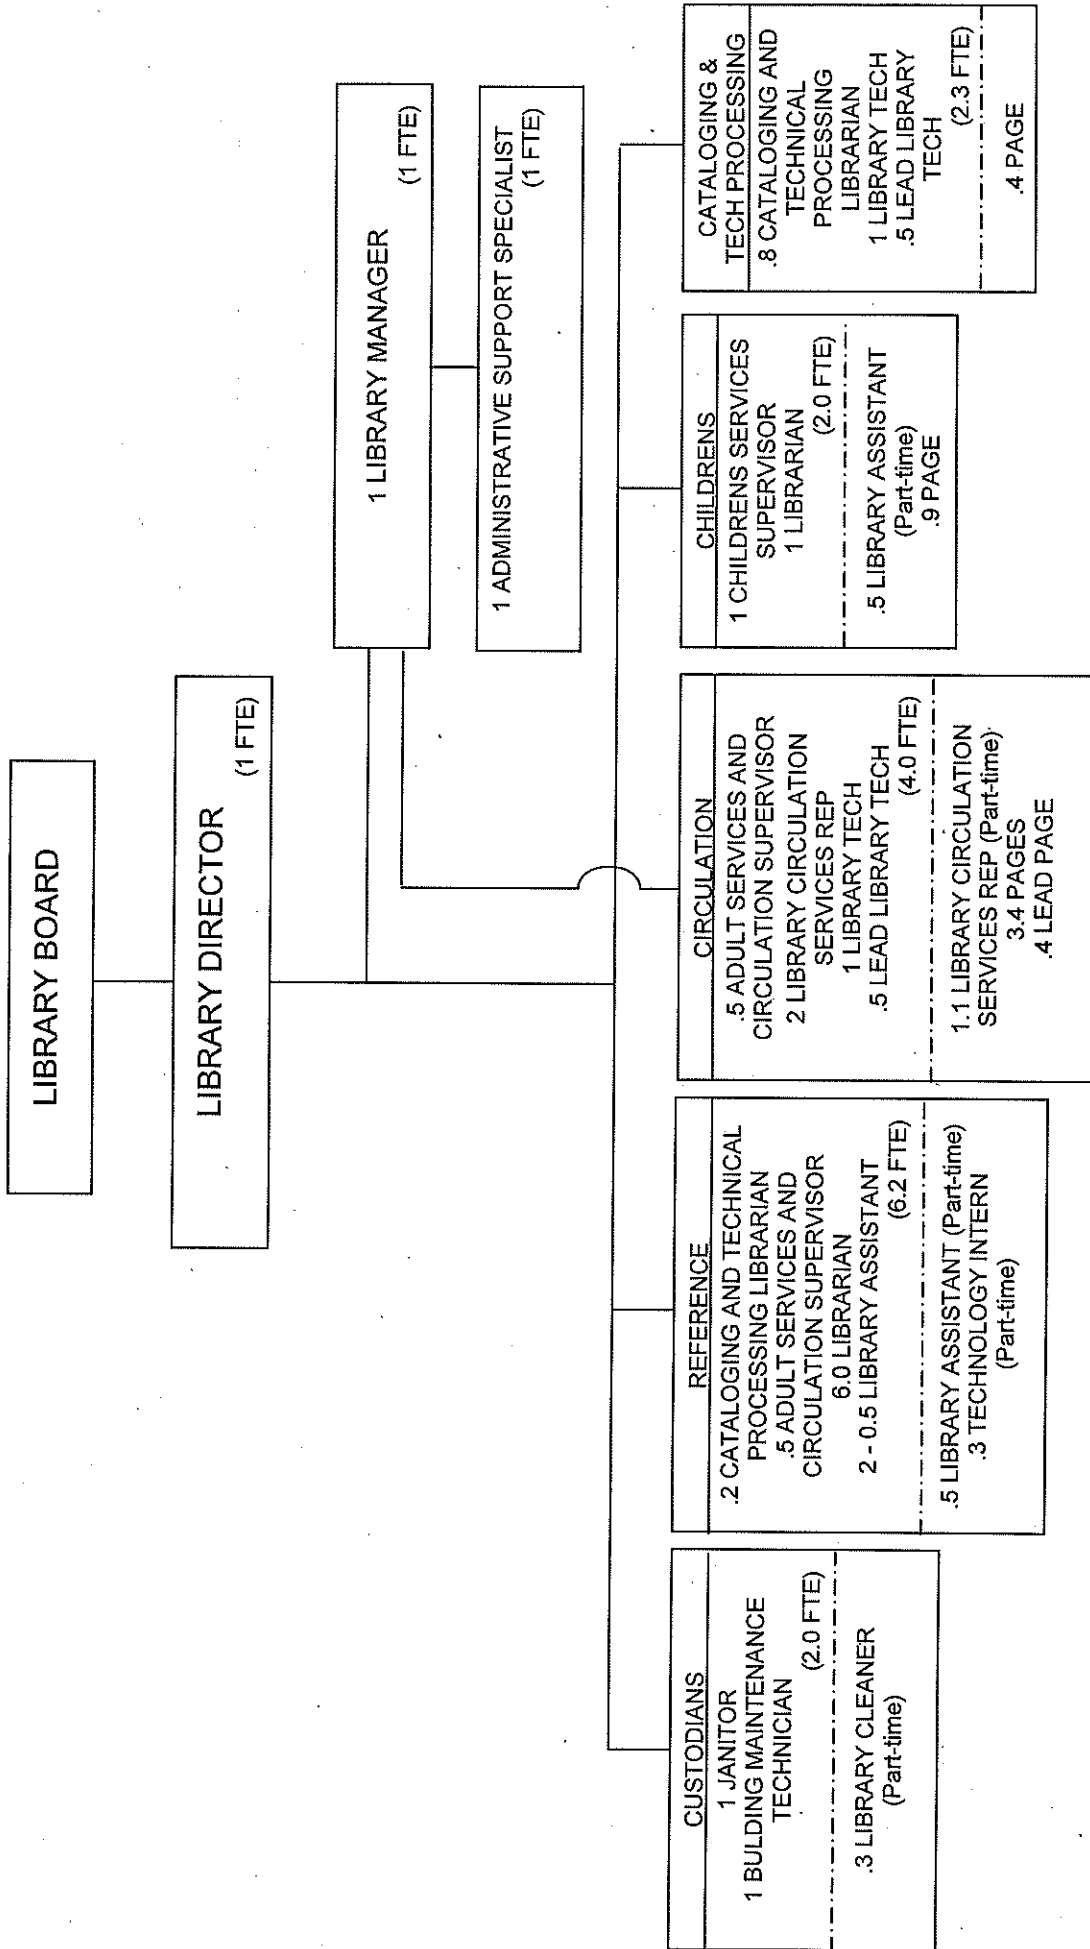 LIBRARY BOARD
LIBRARY DIRECTOR
(1 FTE)
1 LIBRARY MANAGER
(1 FTE)
1 ADMINISTRATIVE SUPPORT SPECIALIST
(1 FTE)
CUSTODIANS
1 JANITOR
1 BULDING MAINTENANCE
TECHNICIAN
(2.0 FTE)
.3 LIBRARY CLEANER
(Part-time)
REFERENCE
.2 CATALOGING AND TECHNICAL
PROCESSING LIBRARIAN
.5 ADULT SERVICES AND
CIRCULATION SUPERVISOR
6.0 LIBRARIAN
2 - 0.5 LIBRARY ASSISTANT
(6.2 FTE)
.5 LIBRARY ASSISTANT (Part-time)
.3 TECHNOLOGY INTERN
(Part-time)
CIRCULATION
.5 ADULT SERVICES AND
CIRCULATION SUPERVISOR
2 LIBRARY CIRCULATION
SERVICES REP
1 LIBRARY TECH
.5 LEAD LIBRARY TECH
(4.0 FTE)
1.1 LIBRARY CIRCULATION
SERVICES REP (Part-time)
3.4 PAGES
.4 LEAD PAGE
CHILDRENS
1 CHILDRENS SERVICES
SUPERVISOR
1 LIBRARIAN
(2.0 FTE)
.5 LIBRARY ASSISTANT
(Part-time)
.9 PAGE
CATALOGING &
TECH PROCESSING
.8 CATALOGING AND
TECHNICAL
PROCESSING
LIBRARIAN
1 LIBRARY TECH
.5 LEAD LIBRARY
TECH
(2.3 FTE)
.4 PAGE